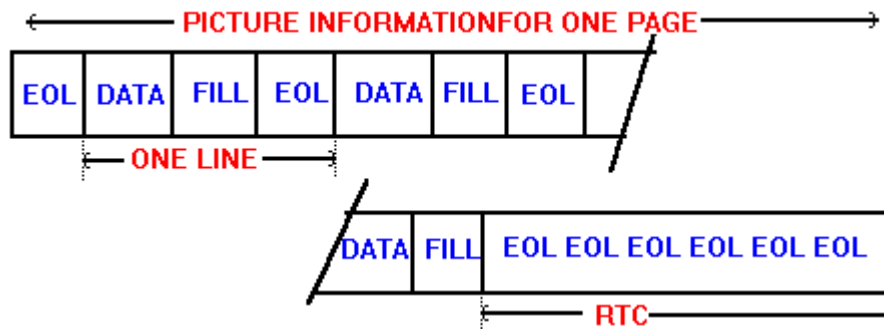 PICTURE INFORMATIONFOR ONE PAGE
EOL DATA FILL EOL DATA FILL EOL
ONE LINE
DATA FILL EOL EOL EOL EOL EOL EOL
RTC